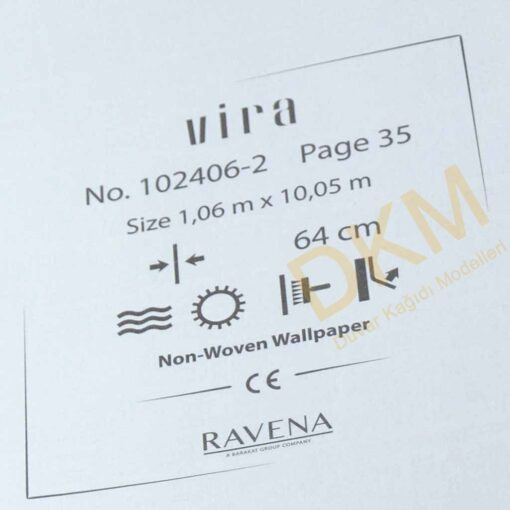 vira
No. 102406-2 Page 35
Size 1,06 m x 10,05 m
64 cm
Non-Woven Wallpaper
CE
RAVENA
A BARAKAT GROUP COMPANY
DKM
Duvar Kağıdı Modelleri